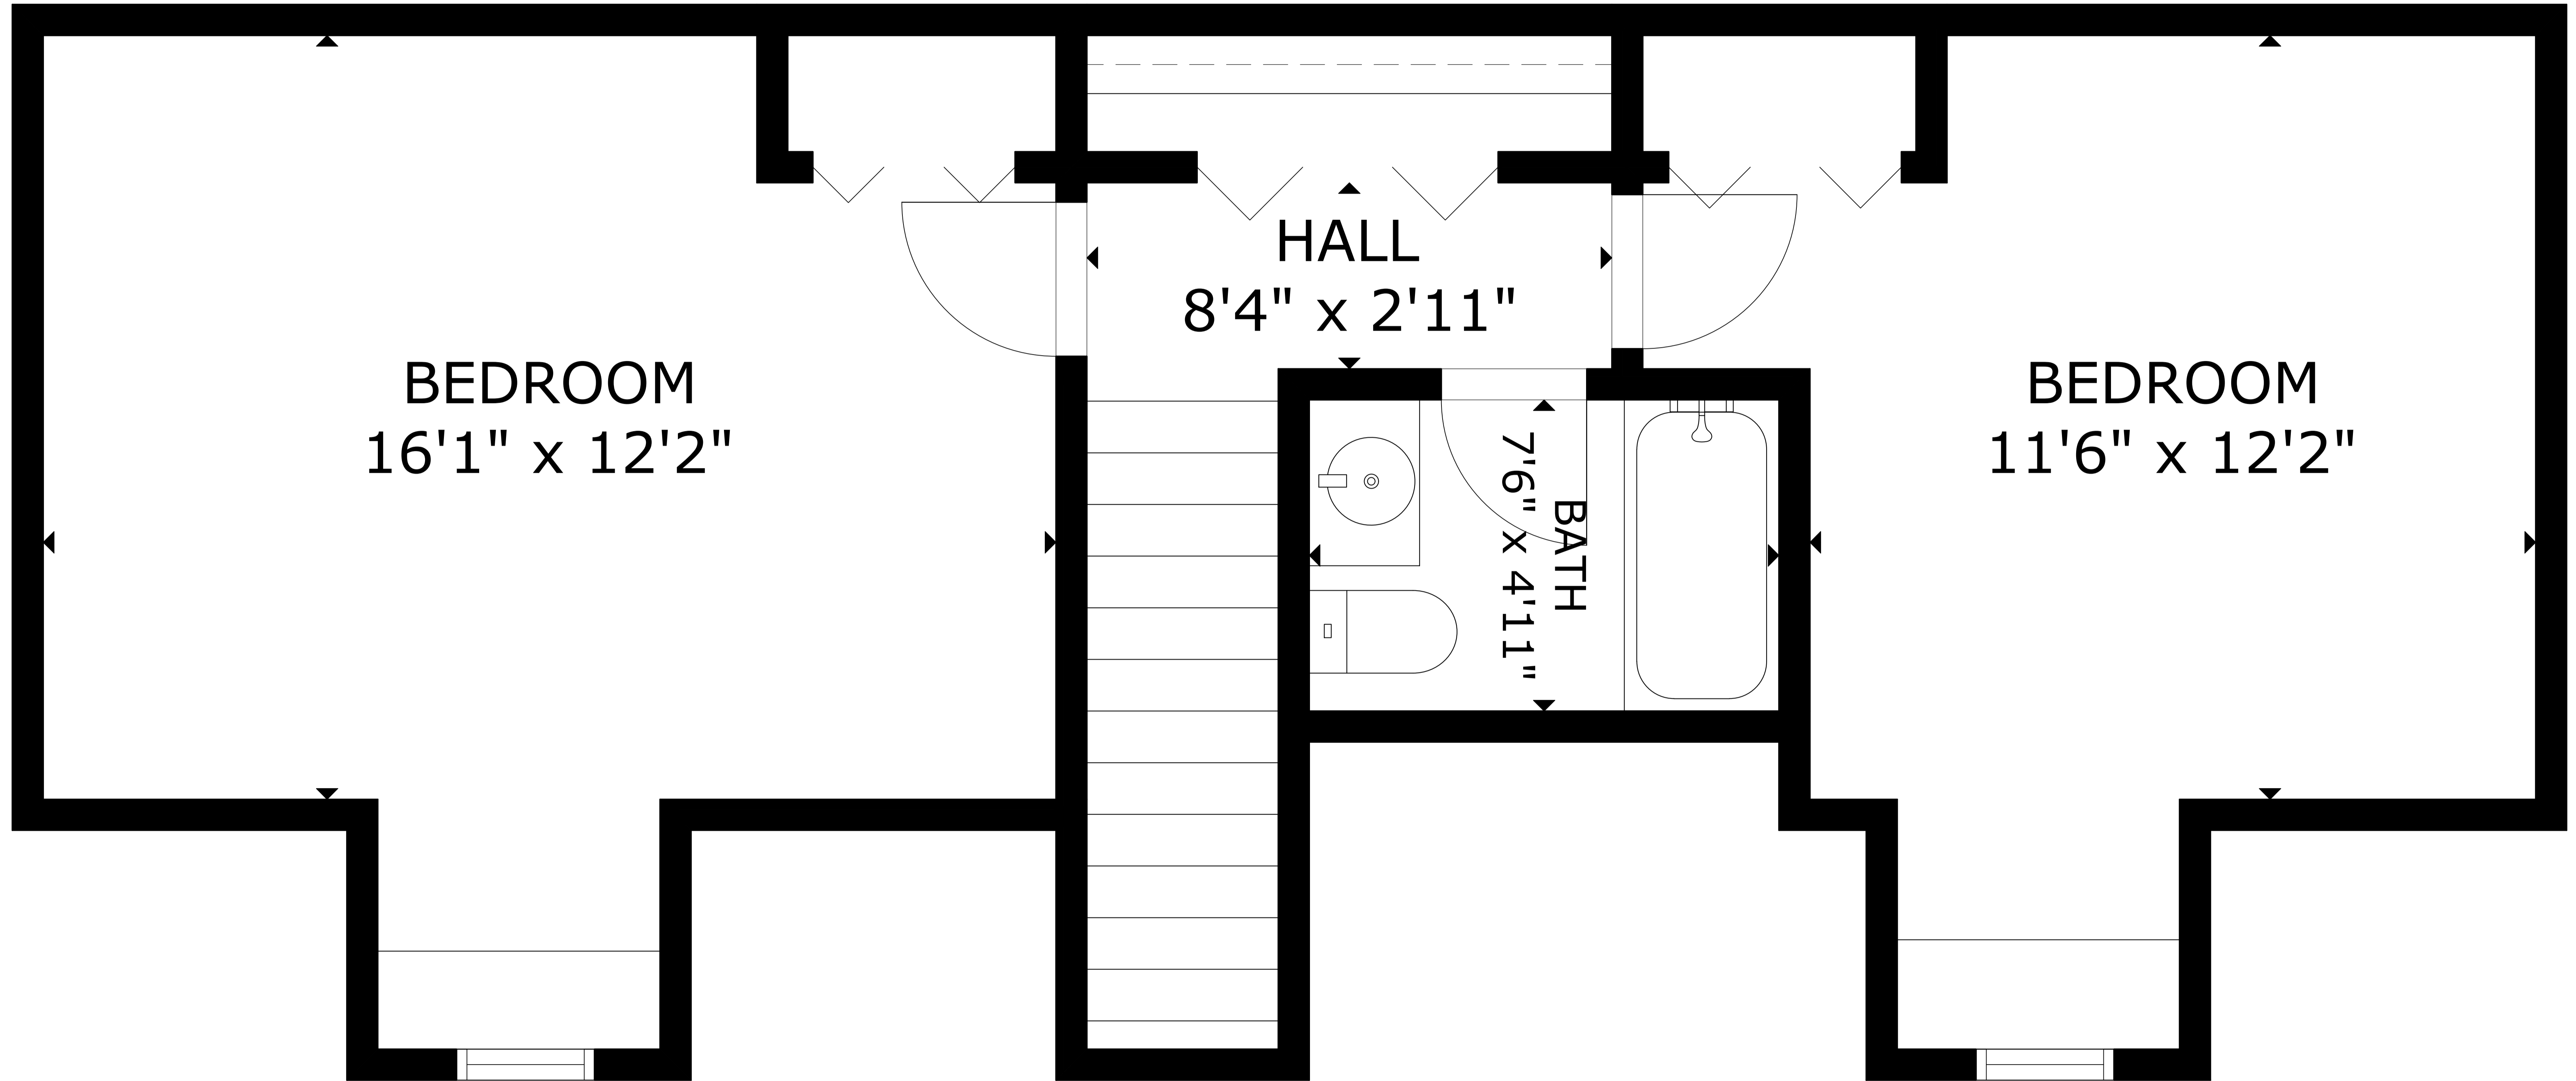 HALL
8'4" x 2'11"
BEDROOM
16'1" x 12'2"
BEDROOM
11'6" x 12'2"
BATH
7'6" x 4'11"